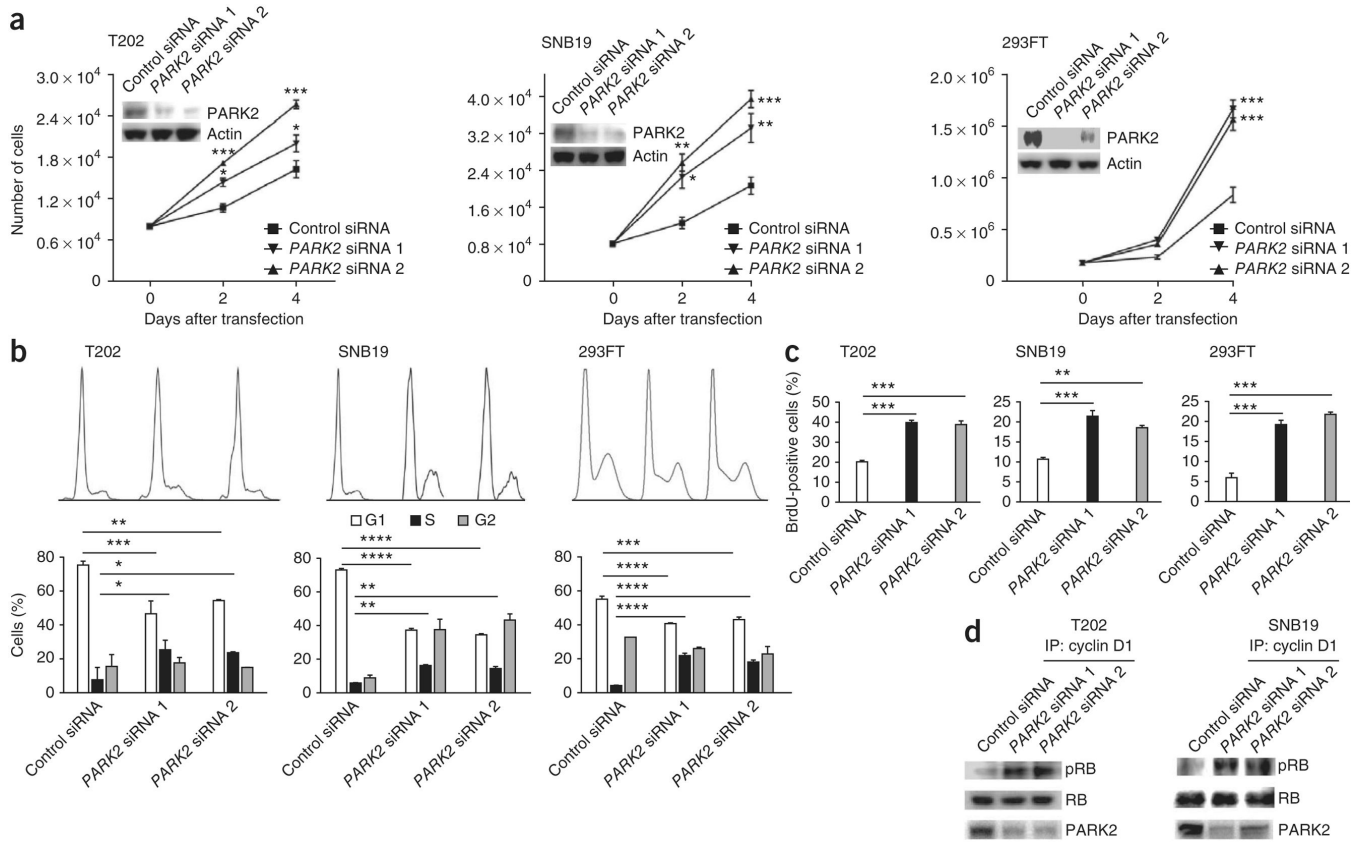 a
T202
Control siRNA
PARK2 siRNA 1
PARK2 siRNA 2
PARK2
Actin
Number of cells
3.0 × 10⁴
2.4 × 10⁴
1.8 × 10⁴
1.2 × 10⁴
0.6 × 10⁴
0
***
*
***
*
Control siRNA
PARK2 siRNA 1
PARK2 siRNA 2
0 2 4
Days after transfection
SNB19
Control siRNA
PARK2 siRNA 1
PARK2 siRNA 2
PARK2
Actin
4.0 × 10⁴
3.2 × 10⁴
2.4 × 10⁴
1.6 × 10⁴
0.8 × 10⁴
0
***
**
**
*
Control siRNA
PARK2 siRNA 1
PARK2 siRNA 2
0 2 4
Days after transfection
293FT
Control siRNA
PARK2 siRNA 1
PARK2 siRNA 2
PARK2
Actin
2.0 × 10⁶
1.5 × 10⁶
1.0 × 10⁶
0.5 × 10⁶
0
***
***
Control siRNA
PARK2 siRNA 1
PARK2 siRNA 2
0 2 4
Days after transfection
b
T202 SNB19 293FT
G1 S G2
Cells (%)
80
60
40
20
0
**
***
*
*
Control siRNA
PARK2 siRNA 1
PARK2 siRNA 2
80
60
40
20
0
****
****
**
**
Control siRNA
PARK2 siRNA 1
PARK2 siRNA 2
80
60
40
20
0
***
****
****
****
Control siRNA
PARK2 siRNA 1
PARK2 siRNA 2
c
T202
BrdU-positive cells (%)
50
40
30
20
10
0
***
***
Control siRNA
PARK2 siRNA 1
PARK2 siRNA 2
SNB19
25
20
15
10
5
0
**
***
Control siRNA
PARK2 siRNA 1
PARK2 siRNA 2
293FT
25
20
15
10
5
0
***
***
Control siRNA
PARK2 siRNA 1
PARK2 siRNA 2
d
T202
IP: cyclin D1
Control siRNA
PARK2 siRNA 1
PARK2 siRNA 2
pRB
RB
PARK2
SNB19
IP: cyclin D1
Control siRNA
PARK2 siRNA 1
PARK2 siRNA 2
pRB
RB
PARK2